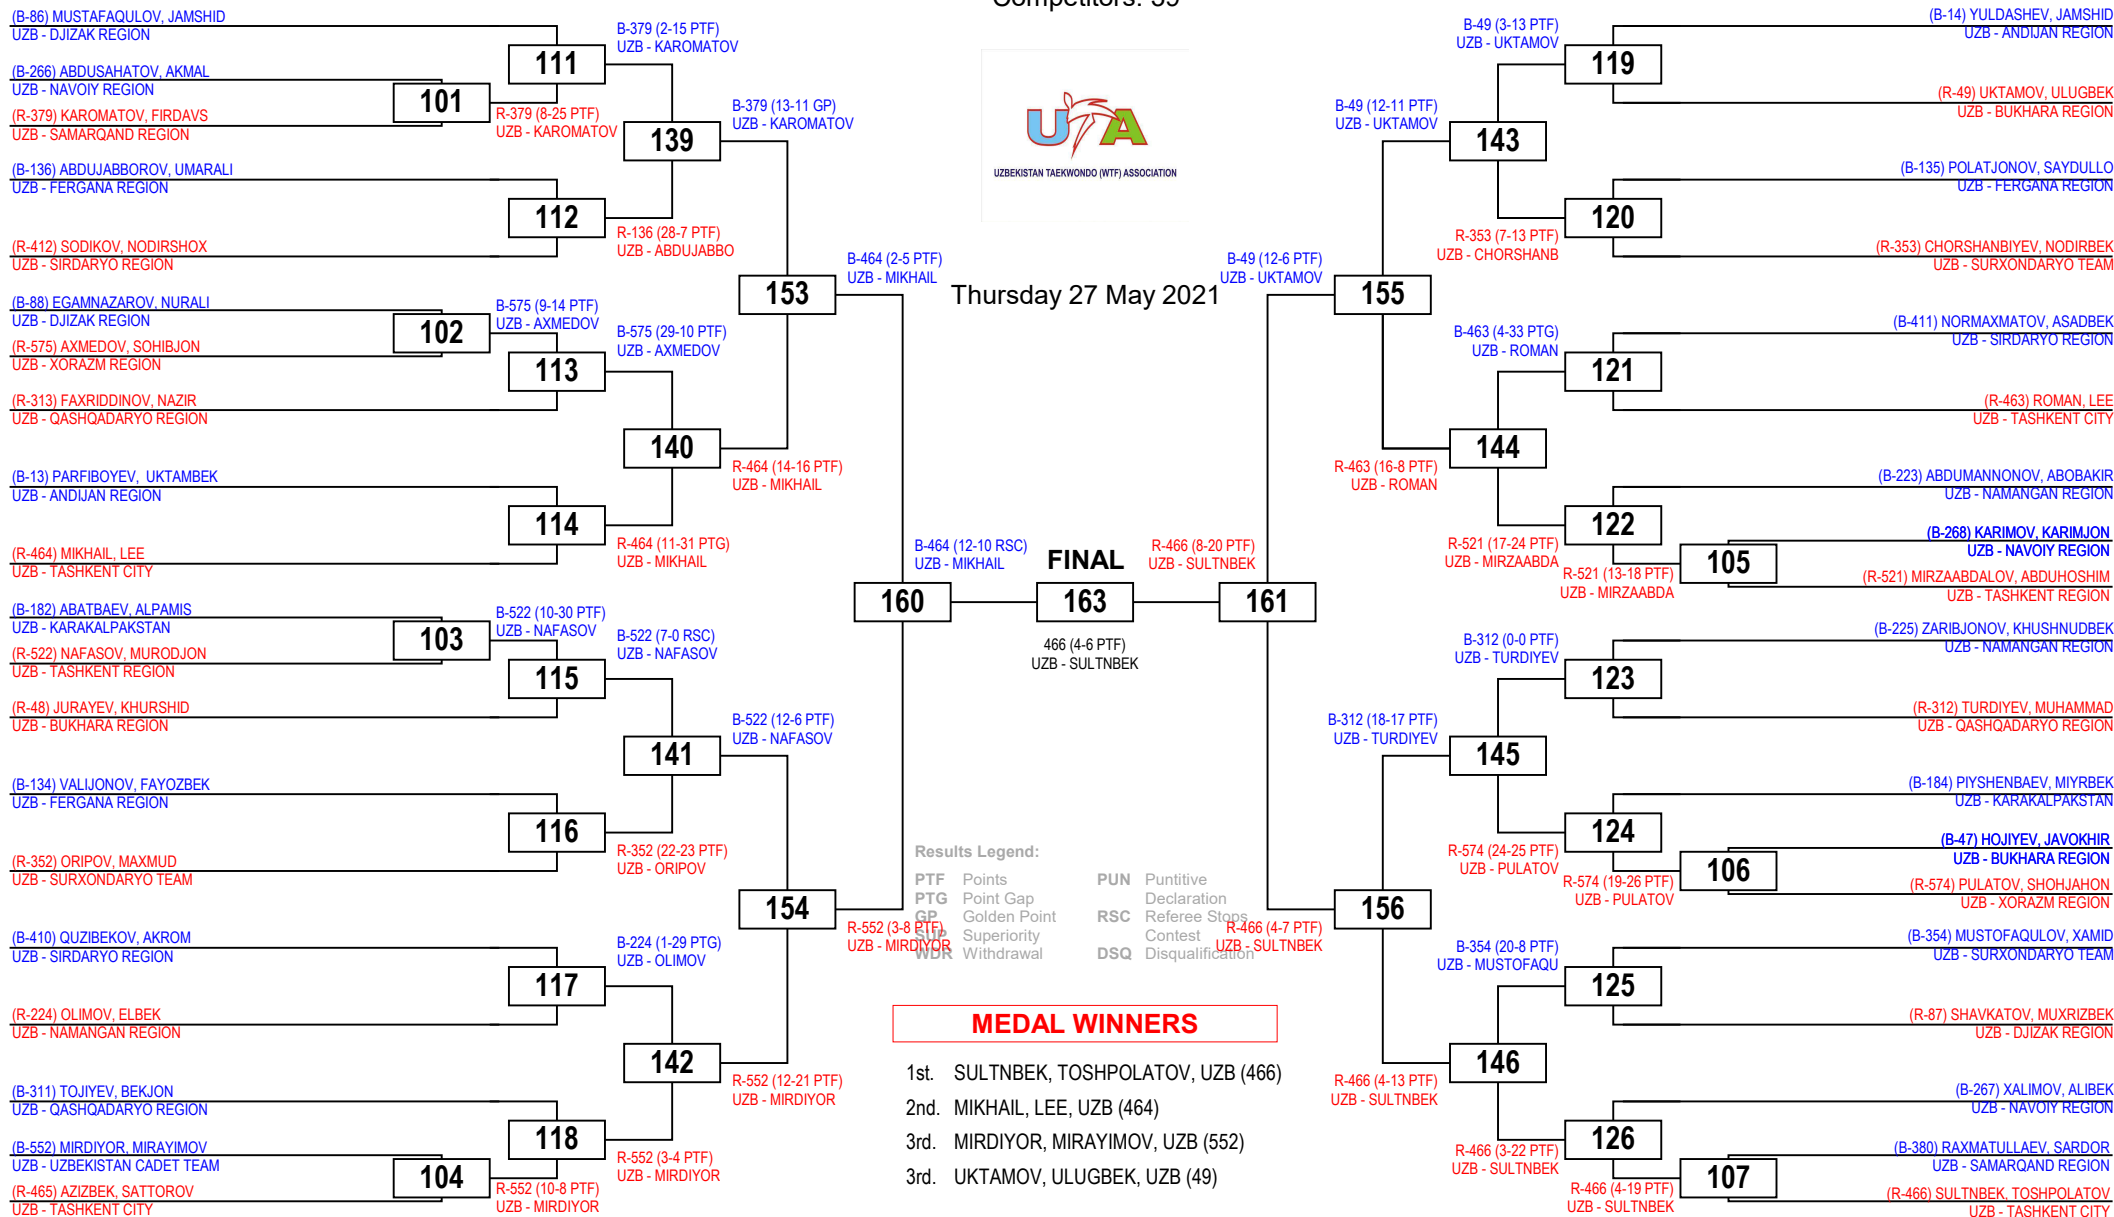 Competitors: 39
(B-86) MUSTAFAQULOV, JAMSHID
UZB - DJIZAK REGION
(B-266) ABDUSAHATOV, AKMAL
UZB - NAVOIY REGION
(R-379) KAROMATOV, FIRDAVS
UZB - SAMARQAND REGION
(B-136) ABDUJABBOROV, UMARALI
UZB - FERGANA REGION
(R-412) SODIKOV, NODIRSHOX
UZB - SIRDARYO REGION
(B-88) EGAMNAZAROV, NURALI
UZB - DJIZAK REGION
(R-575) AXMEDOV, SOHIBJON
UZB - XORAZM REGION
(R-313) FAXRIDDINOV, NAZIR
UZB - QASHQADARYO REGION
(B-13) PARFIBOYEV, UKTAMBEK
UZB - ANDIJAN REGION
(R-464) MIKHAIL, LEE
UZB - TASHKENT CITY
(B-182) ABATBAEV, ALPAMIS
UZB - KARAKALPAKSTAN
(R-522) NAFASOV, MURODJON
UZB - TASHKENT REGION
(R-48) JURAYEV, KHURSHID
UZB - BUKHARA REGION
(B-134) VALIJONOV, FAYOZBEK
UZB - FERGANA REGION
(R-352) ORIPOV, MAXMUD
UZB - SURXONDARYO TEAM
(B-410) QUZIBEKOV, AKROM
UZB - SIRDARYO REGION
(R-224) OLIMOV, ELBEK
UZB - NAMANGAN REGION
(B-311) TOJIYEV, BEKJON
UZB - QASHQADARYO REGION
(B-552) MIRDIYOR, MIRAYIMOV
UZB - UZBEKISTAN CADET TEAM
(R-465) AZIZBEK, SATTOROV
UZB - TASHKENT CITY
101
102
103
104
R-379 (8-25 PTF)
UZB - KAROMATOV
B-575 (9-14 PTF)
UZB - AXMEDOV
B-522 (10-30 PTF)
UZB - NAFASOV
R-552 (10-8 PTF)
UZB - MIRDIYOR
111
112
113
114
115
116
117
118
B-379 (2-15 PTF)
UZB - KAROMATOV
R-136 (28-7 PTF)
UZB - ABDUJABBO
B-575 (29-10 PTF)
UZB - AXMEDOV
R-464 (11-31 PTG)
UZB - MIKHAIL
B-522 (7-0 RSC)
UZB - NAFASOV
R-352 (22-23 PTF)
UZB - ORIPOV
B-224 (1-29 PTG)
UZB - OLIMOV
R-552 (3-4 PTF)
UZB - MIRDIYOR
139
140
141
142
B-379 (13-11 GP)
UZB - KAROMATOV
R-464 (14-16 PTF)
UZB - MIKHAIL
B-522 (12-6 PTF)
UZB - NAFASOV
R-552 (12-21 PTF)
UZB - MIRDIYOR
153
154
B-464 (2-5 PTF)
UZB - MIKHAIL
R-552 (3-8 PTF)
UZB - MIRDIYOR
160
B-464 (12-10 RSC)
UZB - MIKHAIL
UTA
UZBEKISTAN TAEKWONDO (WTF) ASSOCIATION
Thursday 27 May 2021
FINAL
163
466 (4-6 PTF)
UZB - SULTNBEK
R-466 (8-20 PTF)
UZB - SULTNBEK
161
B-49 (12-6 PTF)
UZB - UKTAMOV
R-466 (4-7 PTF)
UZB - SULTNBEK
155
156
B-49 (12-11 PTF)
UZB - UKTAMOV
R-463 (16-8 PTF)
UZB - ROMAN
B-312 (18-17 PTF)
UZB - TURDIYEV
R-466 (4-13 PTF)
UZB - SULTNBEK
143
144
145
146
B-49 (3-13 PTF)
UZB - UKTAMOV
R-353 (7-13 PTF)
UZB - CHORSHANB
B-463 (4-33 PTG)
UZB - ROMAN
R-521 (17-24 PTF)
UZB - MIRZAABDA
B-312 (0-0 PTF)
UZB - TURDIYEV
R-574 (24-25 PTF)
UZB - PULATOV
B-354 (20-8 PTF)
UZB - MUSTOFAQU
R-466 (3-22 PTF)
UZB - SULTNBEK
119
120
121
122
123
124
125
126
R-521 (13-18 PTF)
UZB - MIRZAABDA
R-574 (19-26 PTF)
UZB - PULATOV
R-466 (4-19 PTF)
UZB - SULTNBEK
105
106
107
(B-14) YULDASHEV, JAMSHID
UZB - ANDIJAN REGION
(R-49) UKTAMOV, ULUGBEK
UZB - BUKHARA REGION
(B-135) POLATJONOV, SAYDULLO
UZB - FERGANA REGION
(R-353) CHORSHANBIYEV, NODIRBEK
UZB - SURXONDARYO TEAM
(B-411) NORMAXMATOV, ASADBEK
UZB - SIRDARYO REGION
(R-463) ROMAN, LEE
UZB - TASHKENT CITY
(B-223) ABDUMANNONOV, ABOBAKIR
UZB - NAMANGAN REGION
(B-268) KARIMOV, KARIMJON
UZB - NAVOIY REGION
(R-521) MIRZAABDALOV, ABDUHOSHIM
UZB - TASHKENT REGION
(B-225) ZARIBJONOV, KHUSHNUDBEK
UZB - NAMANGAN REGION
(R-312) TURDIYEV, MUHAMMAD
UZB - QASHQADARYO REGION
(B-184) PIYSHENBAEV, MIYRBEK
UZB - KARAKALPAKSTAN
(B-47) HOJIYEV, JAVOKHIR
UZB - BUKHARA REGION
(R-574) PULATOV, SHOHJAHON
UZB - XORAZM REGION
(B-354) MUSTOFAQULOV, XAMID
UZB - SURXONDARYO TEAM
(R-87) SHAVKATOV, MUXRIZBEK
UZB - DJIZAK REGION
(B-267) XALIMOV, ALIBEK
UZB - NAVOIY REGION
(B-380) RAXMATULLAEV, SARDOR
UZB - SAMARQAND REGION
(R-466) SULTNBEK, TOSHPOLATOV
UZB - TASHKENT CITY
Results Legend:
PTF Points PUN Puntitive
PTG Point Gap Declaration
GP Golden Point RSC Referee Stops
SUP Superiority Contest
WDR Withdrawal DSQ Disqualification
MEDAL WINNERS
1st. SULTNBEK, TOSHPOLATOV, UZB (466)
2nd. MIKHAIL, LEE, UZB (464)
3rd. MIRDIYOR, MIRAYIMOV, UZB (552)
3rd. UKTAMOV, ULUGBEK, UZB (49)